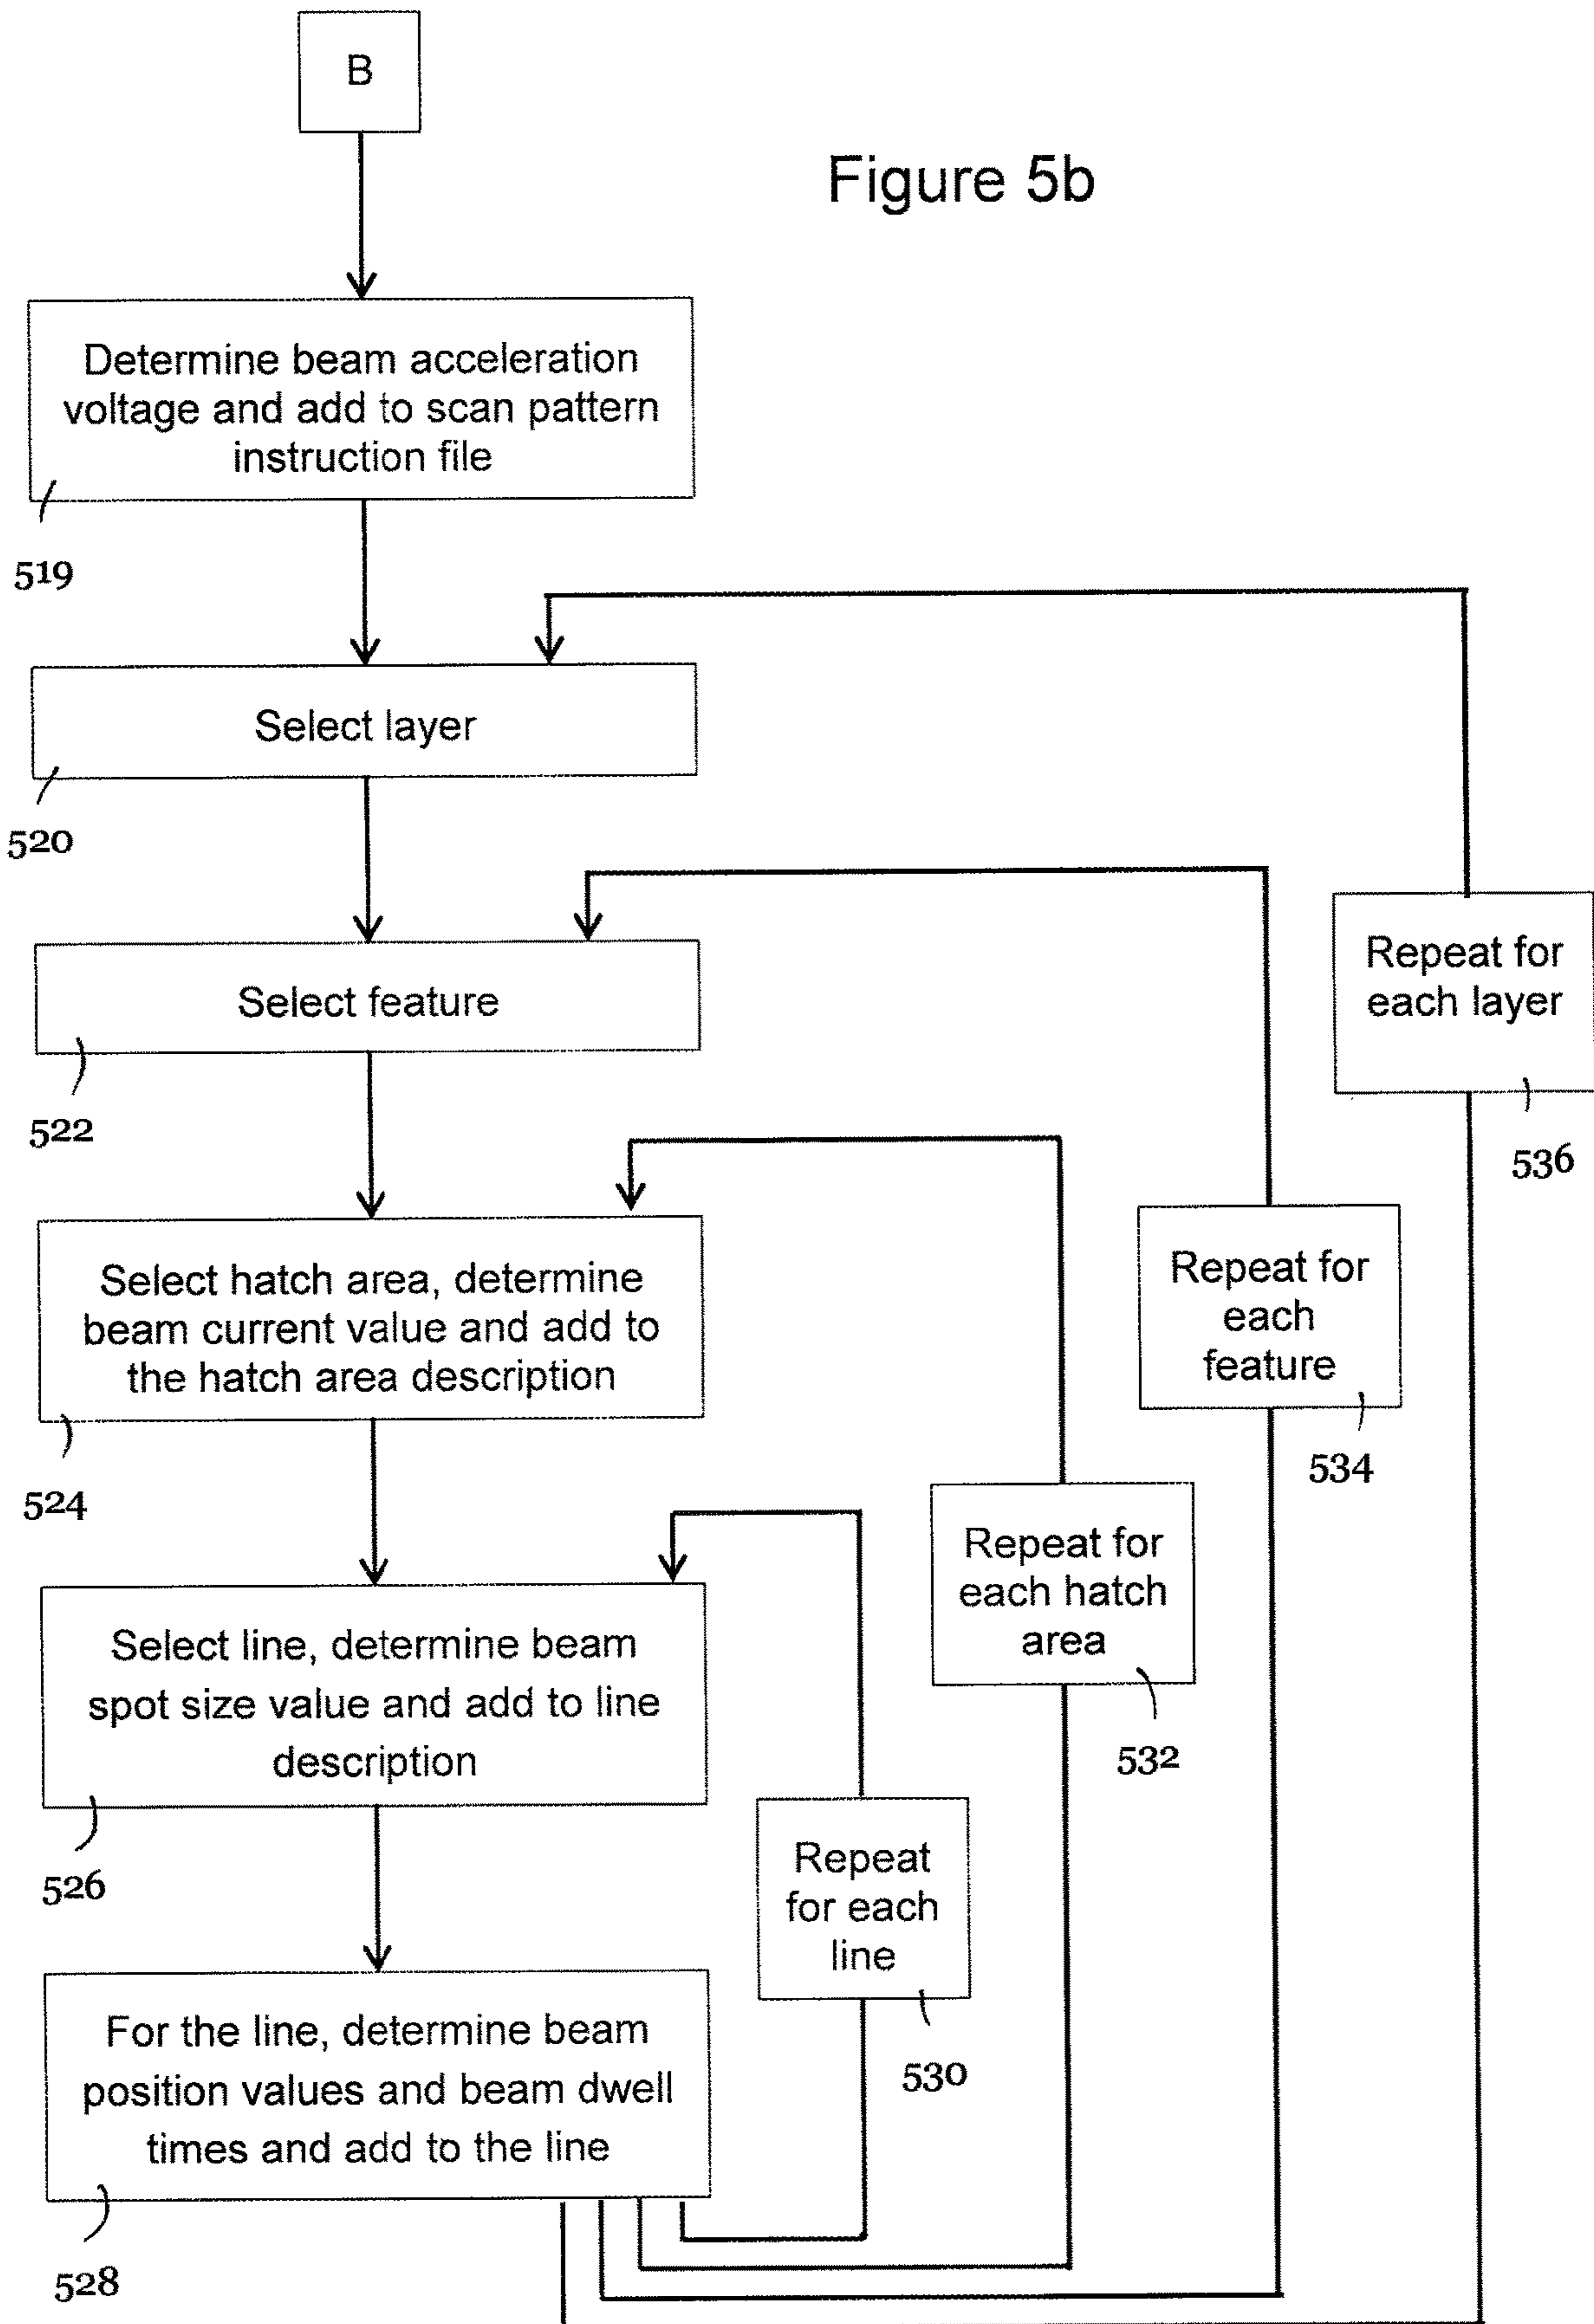 B
Figure 5b
Determine beam acceleration
voltage and add to scan pattern
instruction file
519
Select layer
520
Select feature
522
Repeat for
each layer
536
Select hatch area, determine
beam current value and add to
the hatch area description
524
Repeat for
each
feature
534
Repeat for
each hatch
area
532
Select line, determine beam
spot size value and add to line
description
526
Repeat
for each
line
530
For the line, determine beam
position values and beam dwell
times and add to the line
528